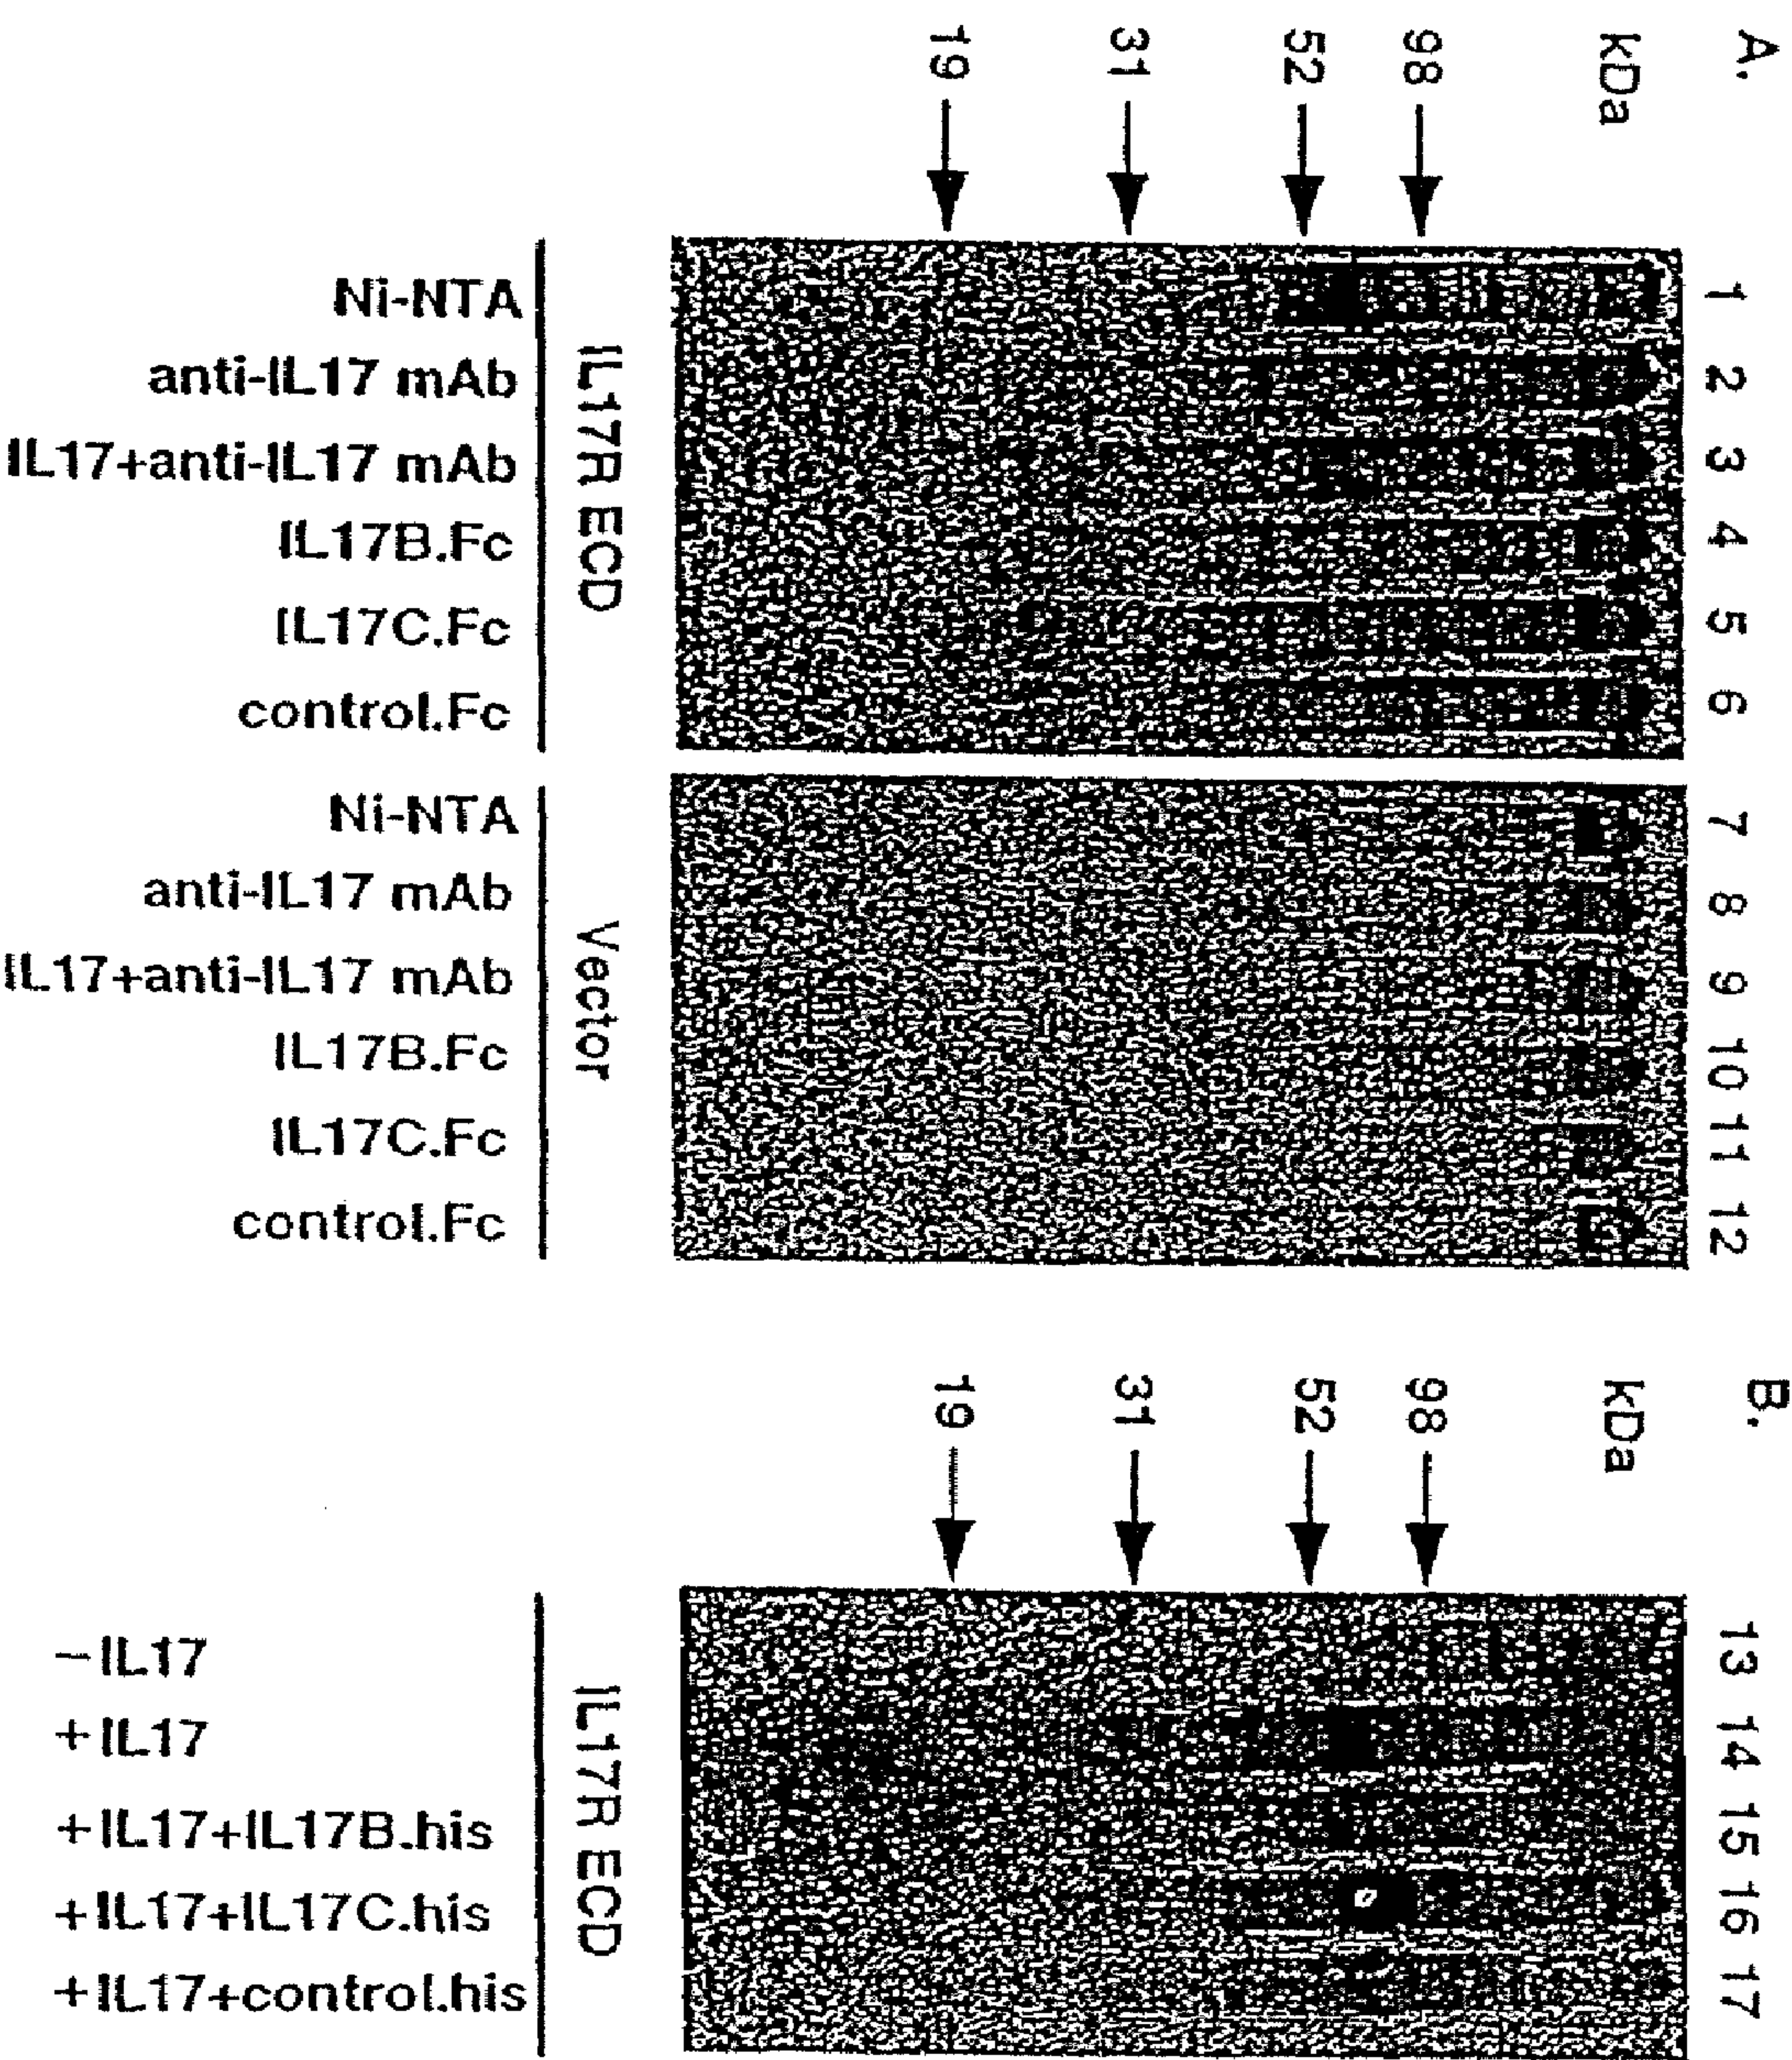 A.
1 2 3 4 5 6 7 8 9 10 11 12
kDa
98
52
31
19
IL17R ECD
Vector
Ni-NTA
anti-IL17 mAb
IL17+anti-IL17 mAb
IL17B.Fc
IL17C.Fc
control.Fc
Ni-NTA
anti-IL17 mAb
IL17+anti-IL17 mAb
IL17B.Fc
IL17C.Fc
control.Fc
B.
13 14 15 16 17
kDa
98
52
31
19
IL17R ECD
-IL17
+IL17
+IL17+IL17B.his
+IL17+IL17C.his
+IL17+control.his